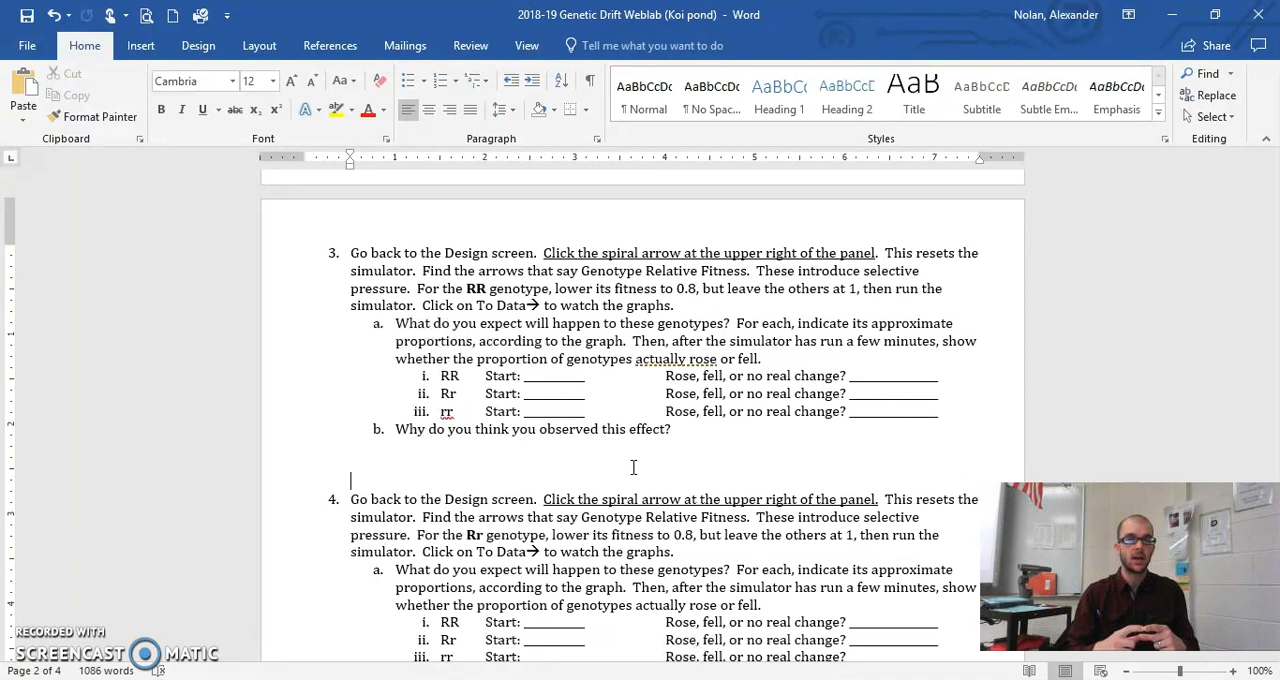 2018-19 Genetic Drift Weblab (Koi pond) - Word
Nolan, Alexander
File Home Insert Design Layout References Mailings Review View Tell me what you want to do Share
Cut
Copy
Format Painter
Paste
Cambria 12
Clipboard Font Paragraph Styles Editing
AaBbCcDc AaBbCcDc AaBbCc AaBbCcC AaB AaBbCcD AaBbCcDc AaBbCcDc
¶ Normal ¶ No Spac... Heading 1 Heading 2 Title Subtitle Subtle Em... Emphasis
Find
Replace
Select
1 2 3 4 5 6 7
3. Go back to the Design screen. Click the spiral arrow at the upper right of the panel. This resets the
simulator. Find the arrows that say Genotype Relative Fitness. These introduce selective
pressure. For the RR genotype, lower its fitness to 0.8, but leave the others at 1, then run the
simulator. Click on To Data→ to watch the graphs.
a. What do you expect will happen to these genotypes? For each, indicate its approximate
proportions, according to the graph. Then, after the simulator has run a few minutes, show
whether the proportion of genotypes actually rose or fell.
i. RR Start: _________ Rose, fell, or no real change? _____________
ii. Rr Start: _________ Rose, fell, or no real change? _____________
iii. rr Start: _________ Rose, fell, or no real change? _____________
b. Why do you think you observed this effect?
4. Go back to the Design screen. Click the spiral arrow at the upper right of the panel. This resets the
simulator. Find the arrows that say Genotype Relative Fitness. These introduce selective
pressure. For the Rr genotype, lower its fitness to 0.8, but leave the others at 1, then run the
simulator. Click on To Data→ to watch the graphs.
a. What do you expect will happen to these genotypes? For each, indicate its approximate
proportions, according to the graph. Then, after the simulator has run a few minutes, show
whether the proportion of genotypes actually rose or fell.
i. RR Start: _________ Rose, fell, or no real change? _____________
ii. Rr Start: _________ Rose, fell, or no real change? _____________
iii. rr Start: _________ Rose, fell, or no real change? _____________
RECORDED WITH
SCREENCAST MATIC
Page 2 of 4 1086 words 100%